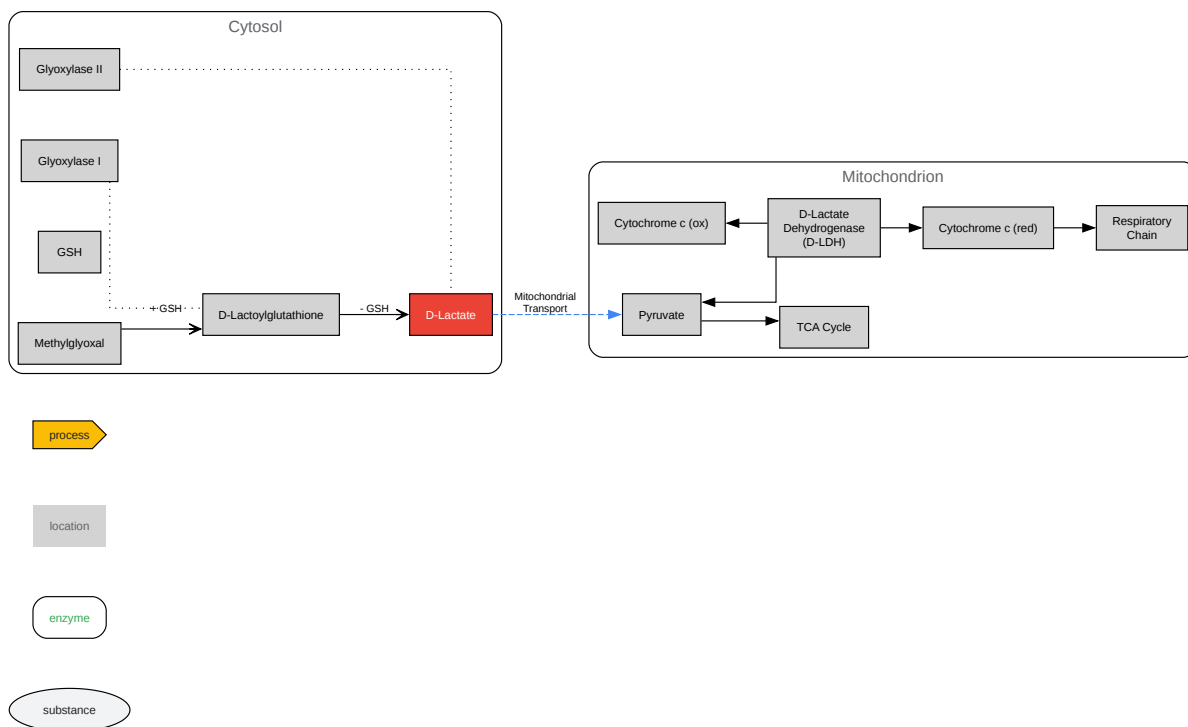 Cytosol
Glyoxylase II
Glyoxylase I
GSH
Methylglyoxal
+ GSH
D-Lactoylglutathione
- GSH
D-Lactate
Mitochondrial
Transport
Mitochondrion
Cytochrome c (ox)
D-Lactate
Dehydrogenase
(D-LDH)
Cytochrome c (red)
Respiratory
Chain
Pyruvate
TCA Cycle
process
location
enzyme
substance